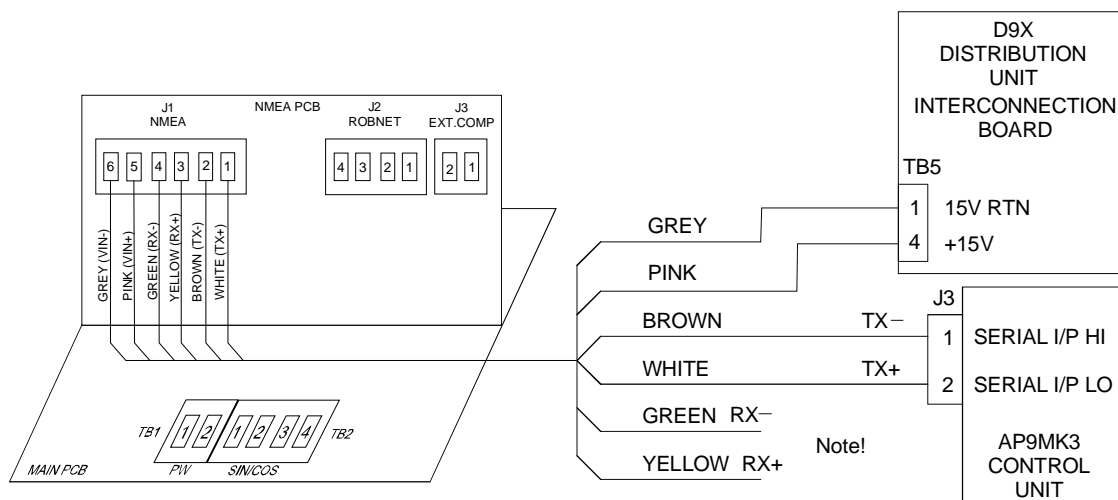 J1
NMEA
NMEA PCB
J2
ROBNET
J3
EXT.COMP
6 5 4 3 2 1
4 3 2 1
2 1
GREY (VIN-)
PINK (VIN+)
GREEN (RX-)
YELLOW (RX+)
BROWN (TX-)
WHITE (TX+)
TB1
1 2
1 2 3 4
TB2
PW
SIN/COS
MAIN PCB
GREY
PINK
BROWN TX−
WHITE TX+
GREEN RX−
YELLOW RX+
Note!
D9X
DISTRIBUTION
UNIT
INTERCONNECTION
BOARD
TB5
1 15V RTN
4 +15V
J3
1 SERIAL I/P HI
2 SERIAL I/P LO
AP9MK3
CONTROL
UNIT